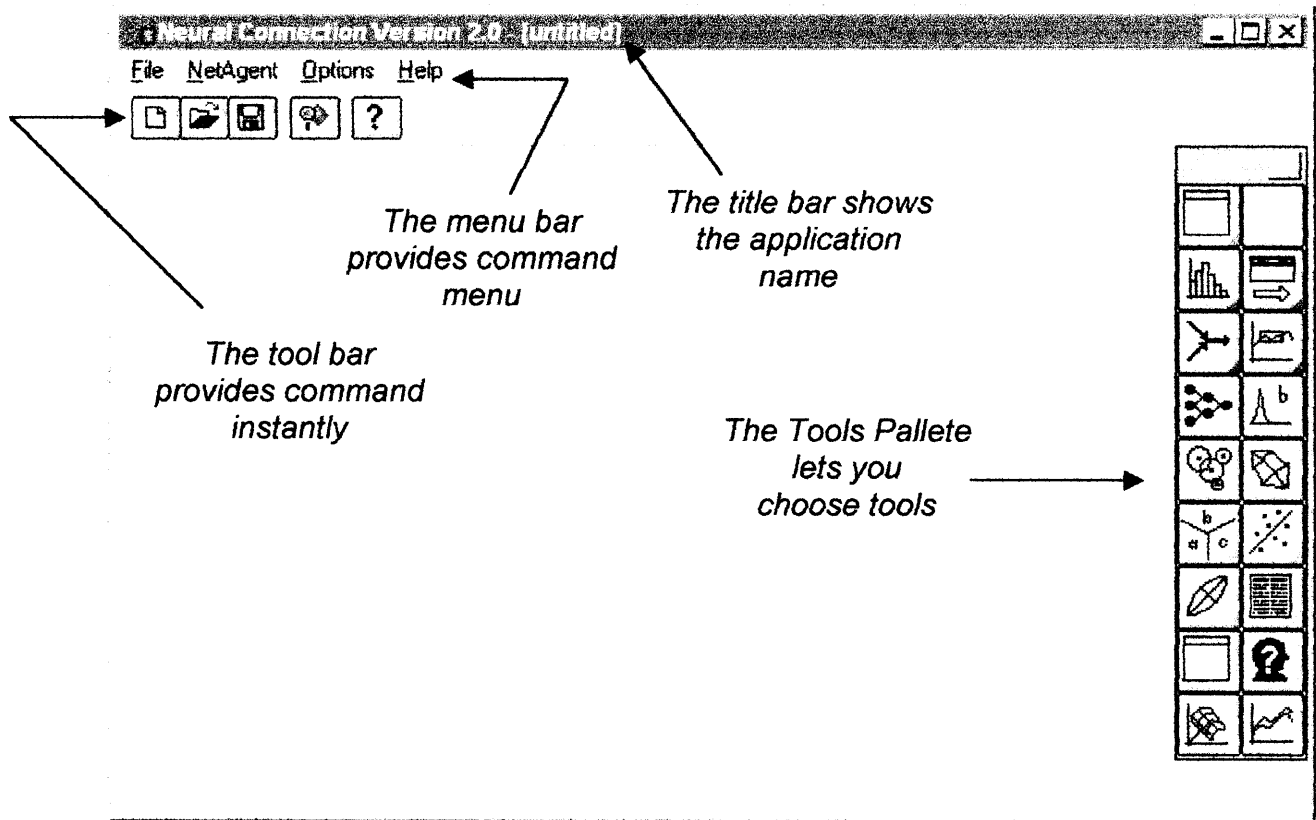 Neural Connection Version 2.0 - [untitled]
File NetAgent Options Help
?
The menu bar
provides command
menu
The title bar shows
the application
name
The tool bar
provides command
instantly
The Tools Pallete
lets you
choose tools
b
b
a c
?